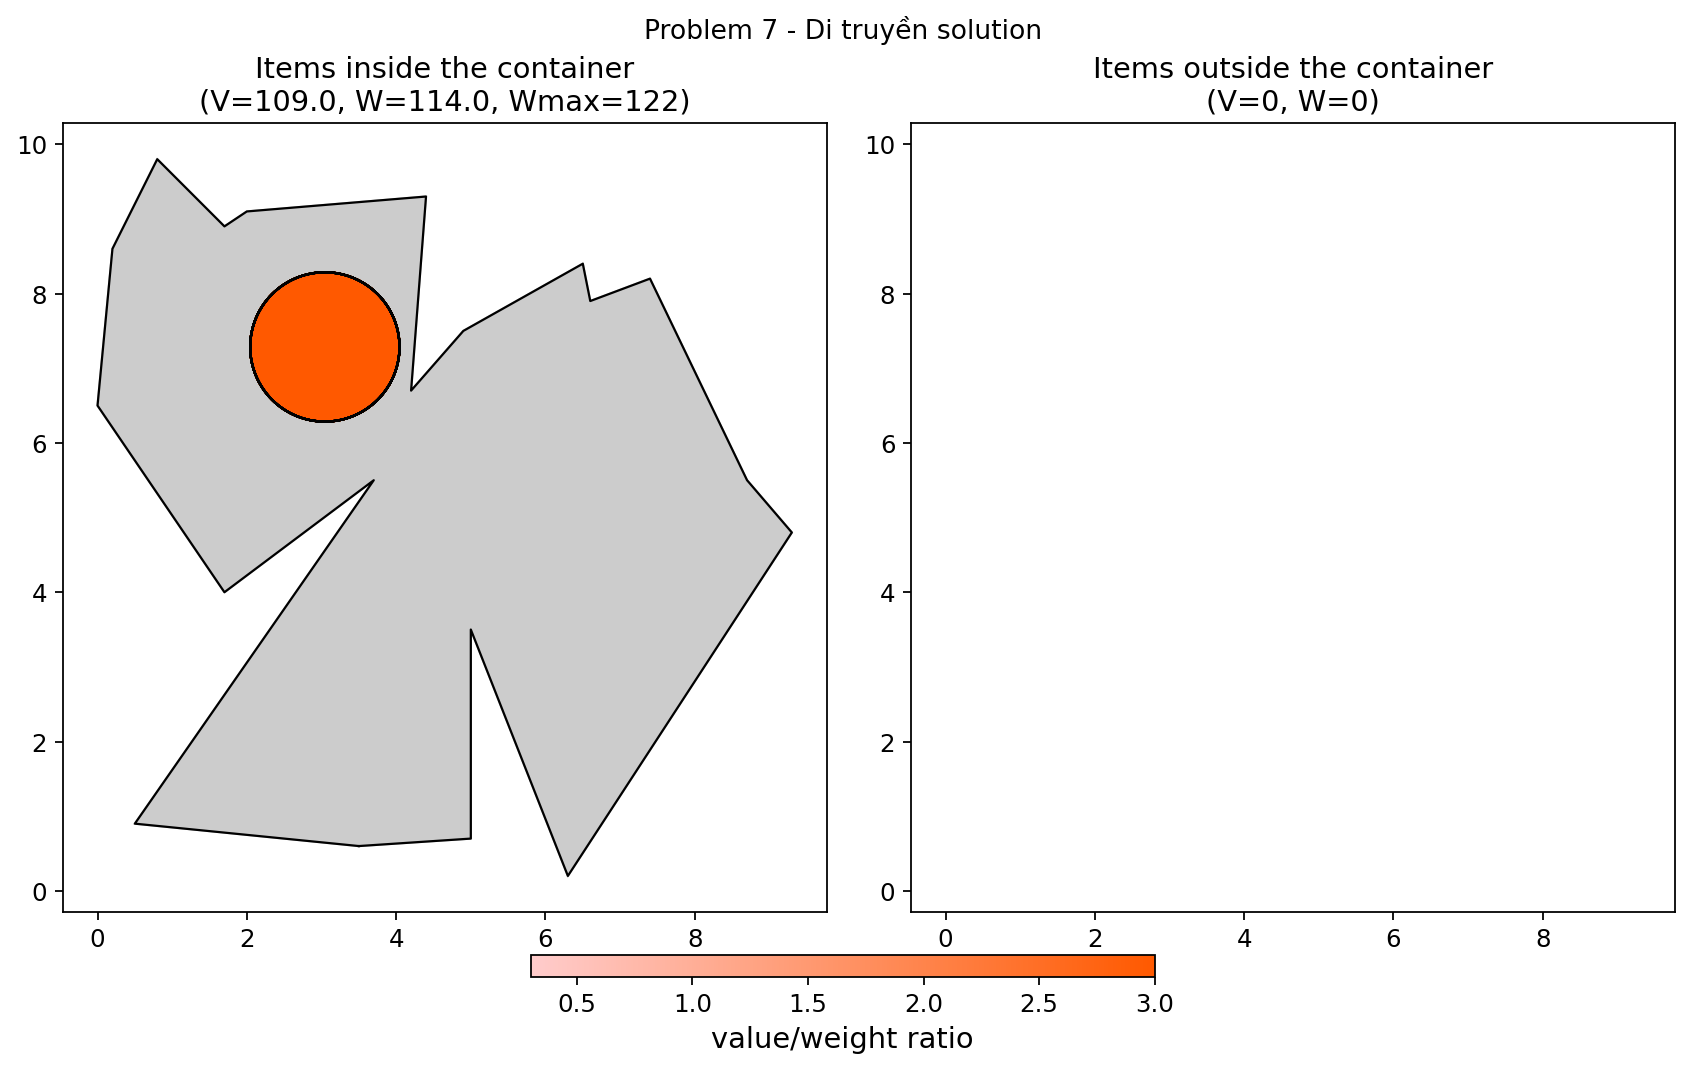 Problem 7 - Di truyền solution
Items inside the container
(V=109.0, W=114.0, Wmax=122)
Items outside the container
(V=0, W=0)
10
8
6
4
2
0
0 2 4 6 8
10
8
6
4
2
0
0 2 4 6 8
0.5 1.0 1.5 2.0 2.5 3.0
value/weight ratio